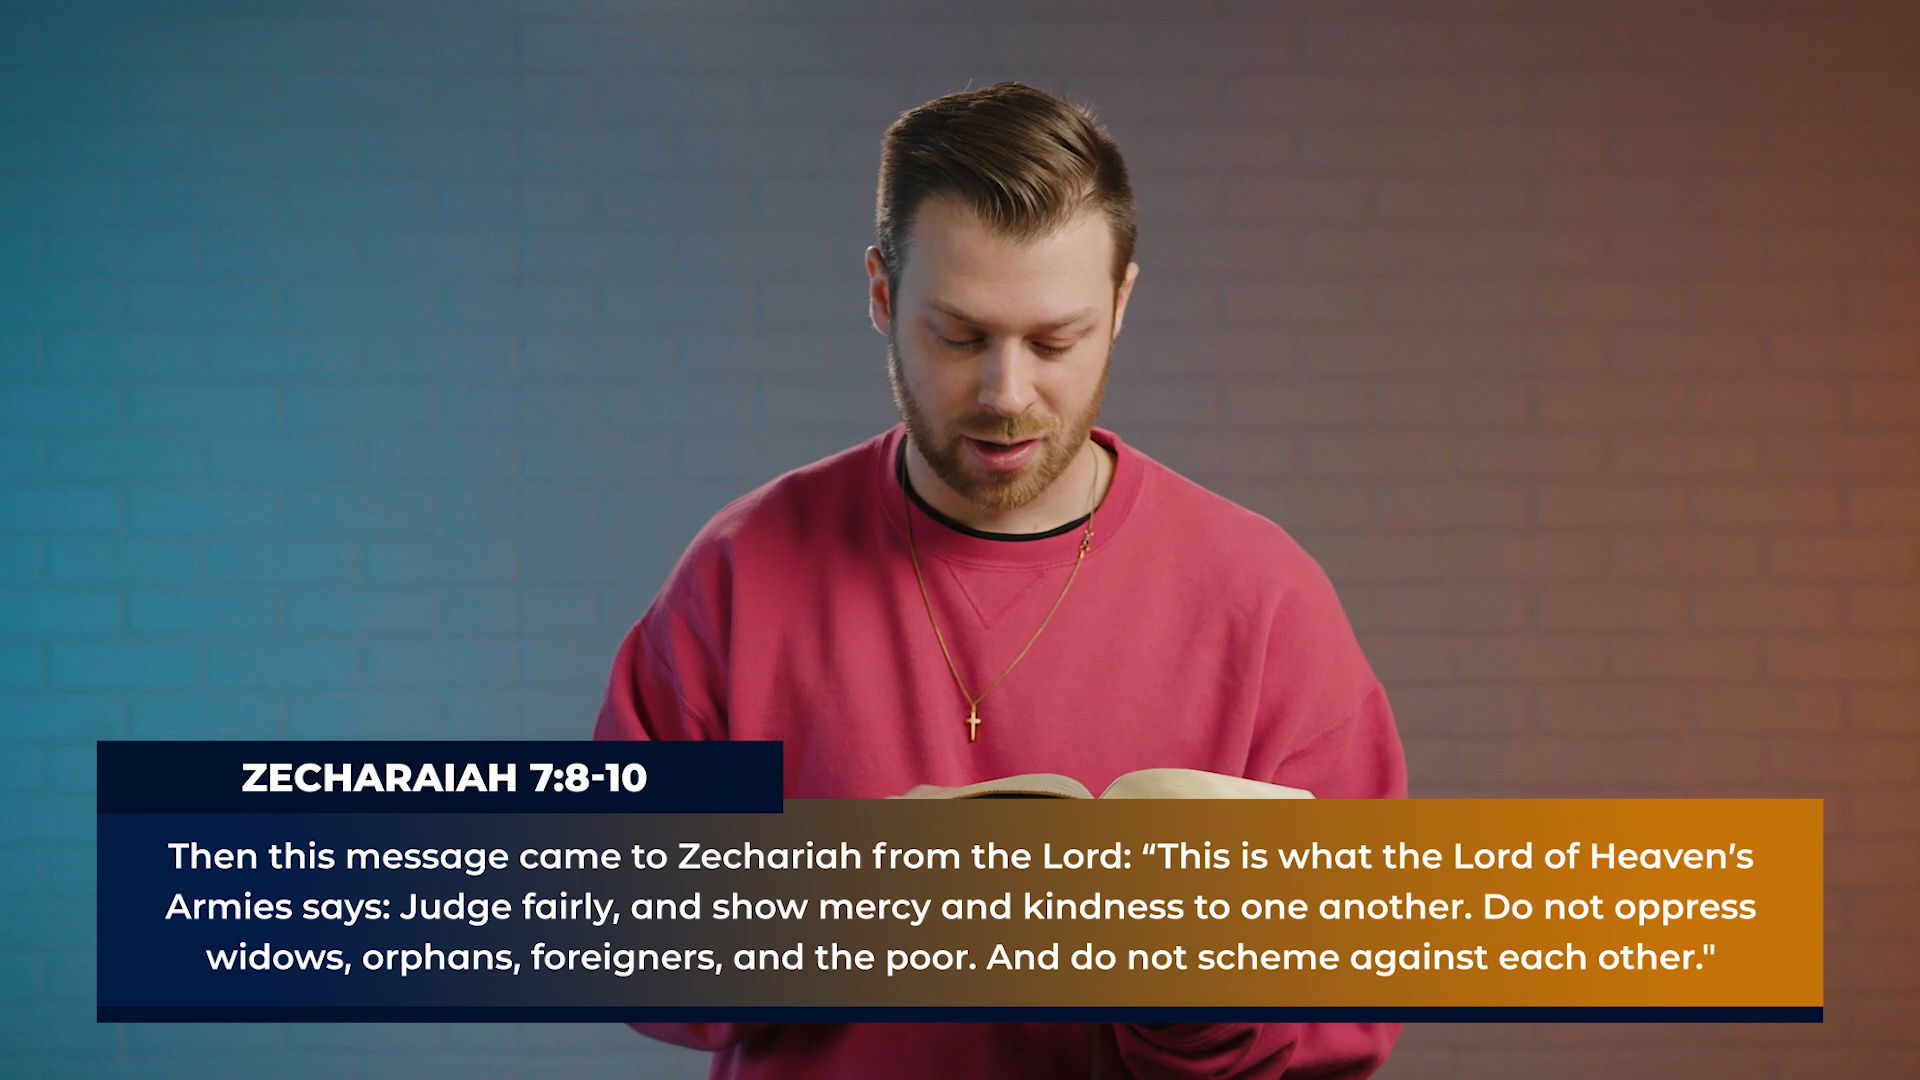 ZECHARAIAH 7:8-10
Then this message came to Zechariah from the Lord: “This is what the Lord of Heaven’s
Armies says: Judge fairly, and show mercy and kindness to one another. Do not oppress
widows, orphans, foreigners, and the poor. And do not scheme against each other."